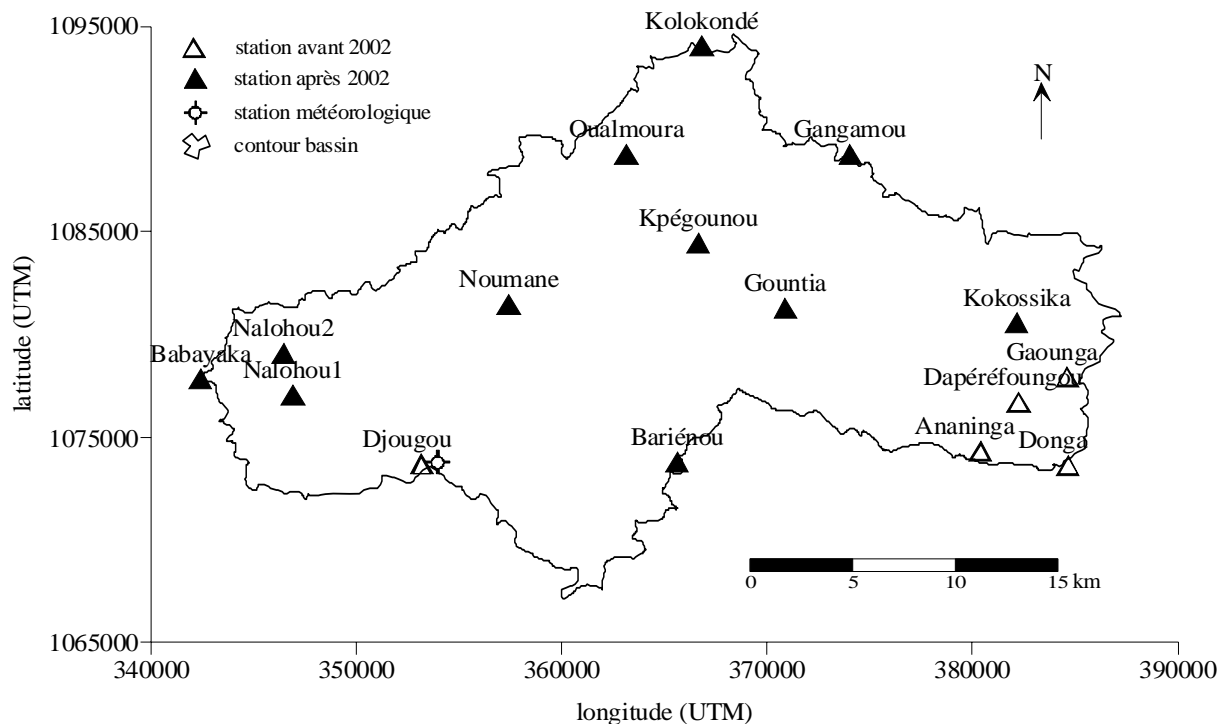 1095000
Kolokondé
station avant 2002
station après 2002
N
station météorologique
Oualmoura
Gangamou
contour bassin
Kpégounou
1085000
Noumane
Gountia
Kokossika
Nalohou2
Babayaka
Gaounga
Nalohou1
Dapéréfoungou
latitude (UTM)
Ananinga
1075000
Djougou
Bariénou
Donga
0
5
10
15 km
1065000
340000
350000
360000
370000
380000
390000
longitude (UTM)